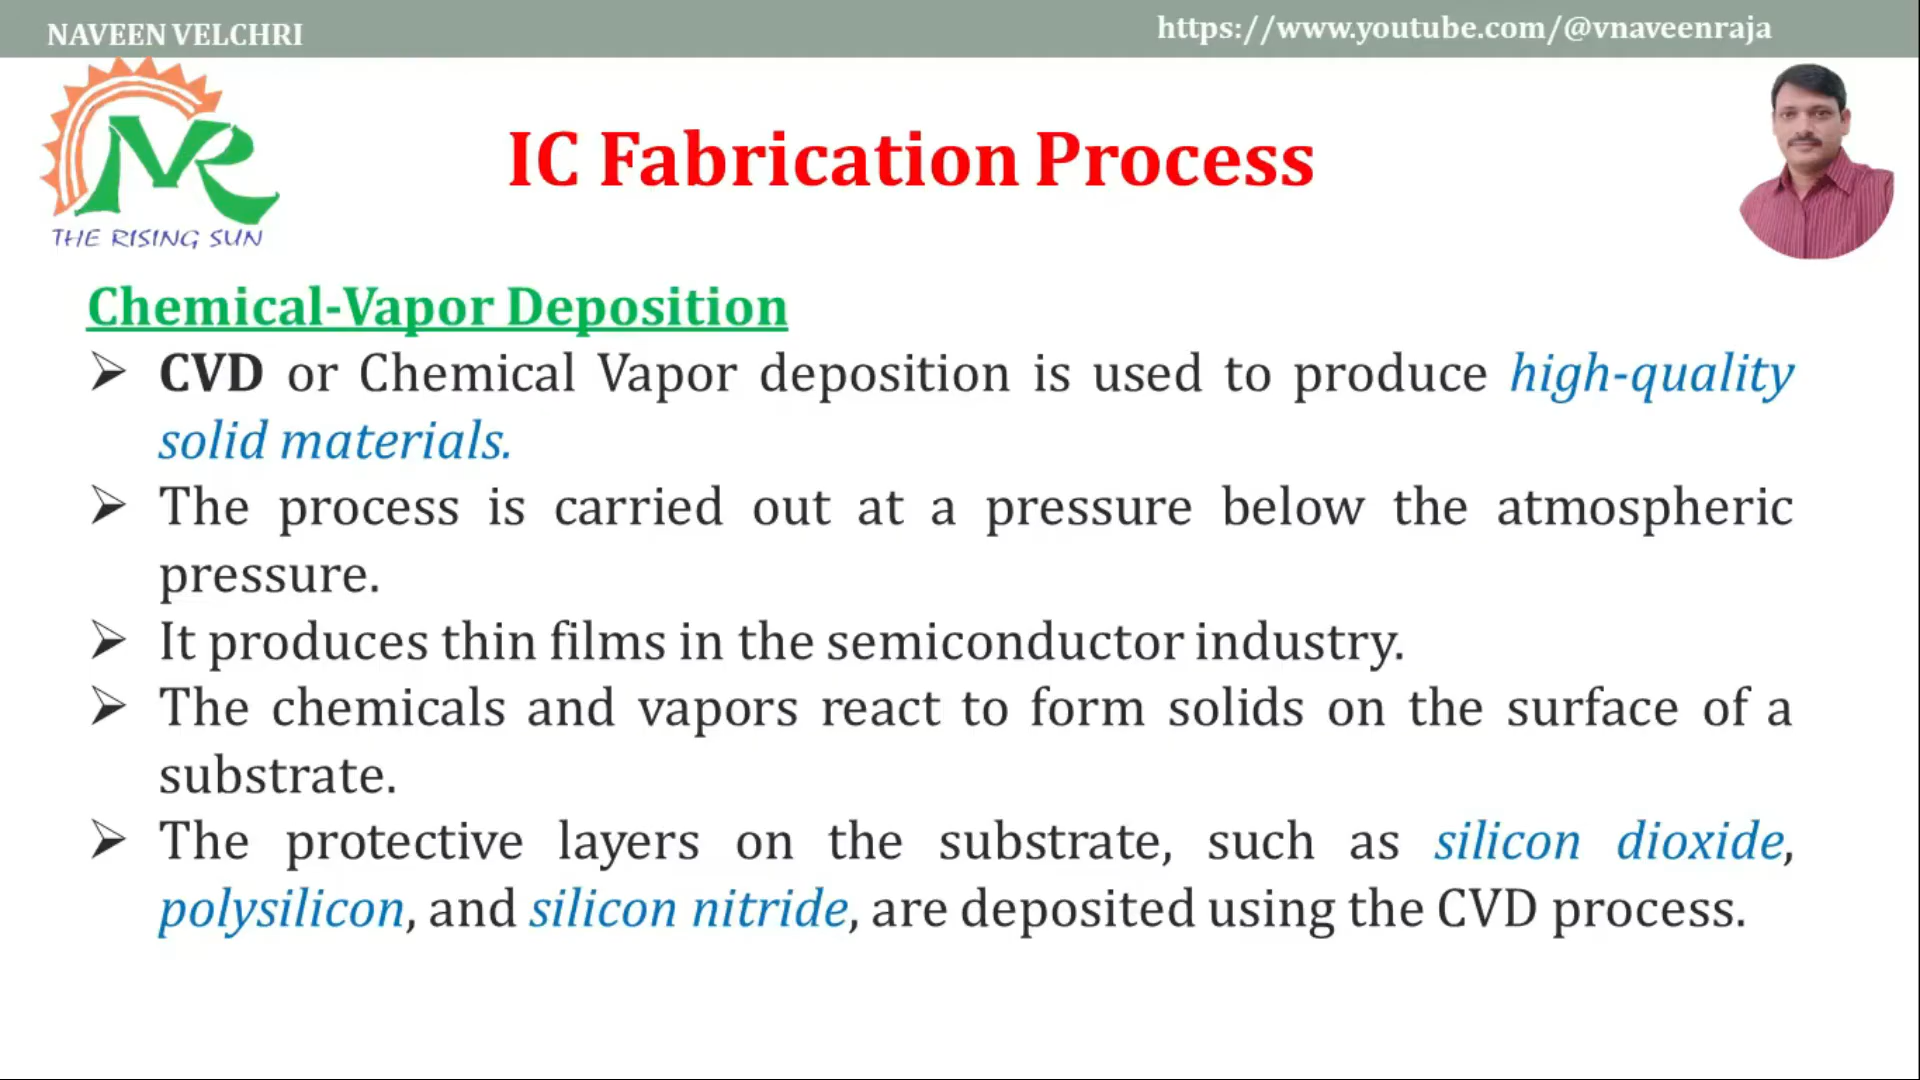 NAVEEN VELCHRI
https://www.youtube.com/@vnaveenraja
NR
THE RISING SUN
IC Fabrication Process
Chemical-Vapor Deposition
➢ CVD or Chemical Vapor deposition is used to produce high-quality
solid materials.
➢ The process is carried out at a pressure below the atmospheric
pressure.
➢ It produces thin films in the semiconductor industry.
➢ The chemicals and vapors react to form solids on the surface of a
substrate.
➢ The protective layers on the substrate, such as silicon dioxide,
polysilicon, and silicon nitride, are deposited using the CVD process.